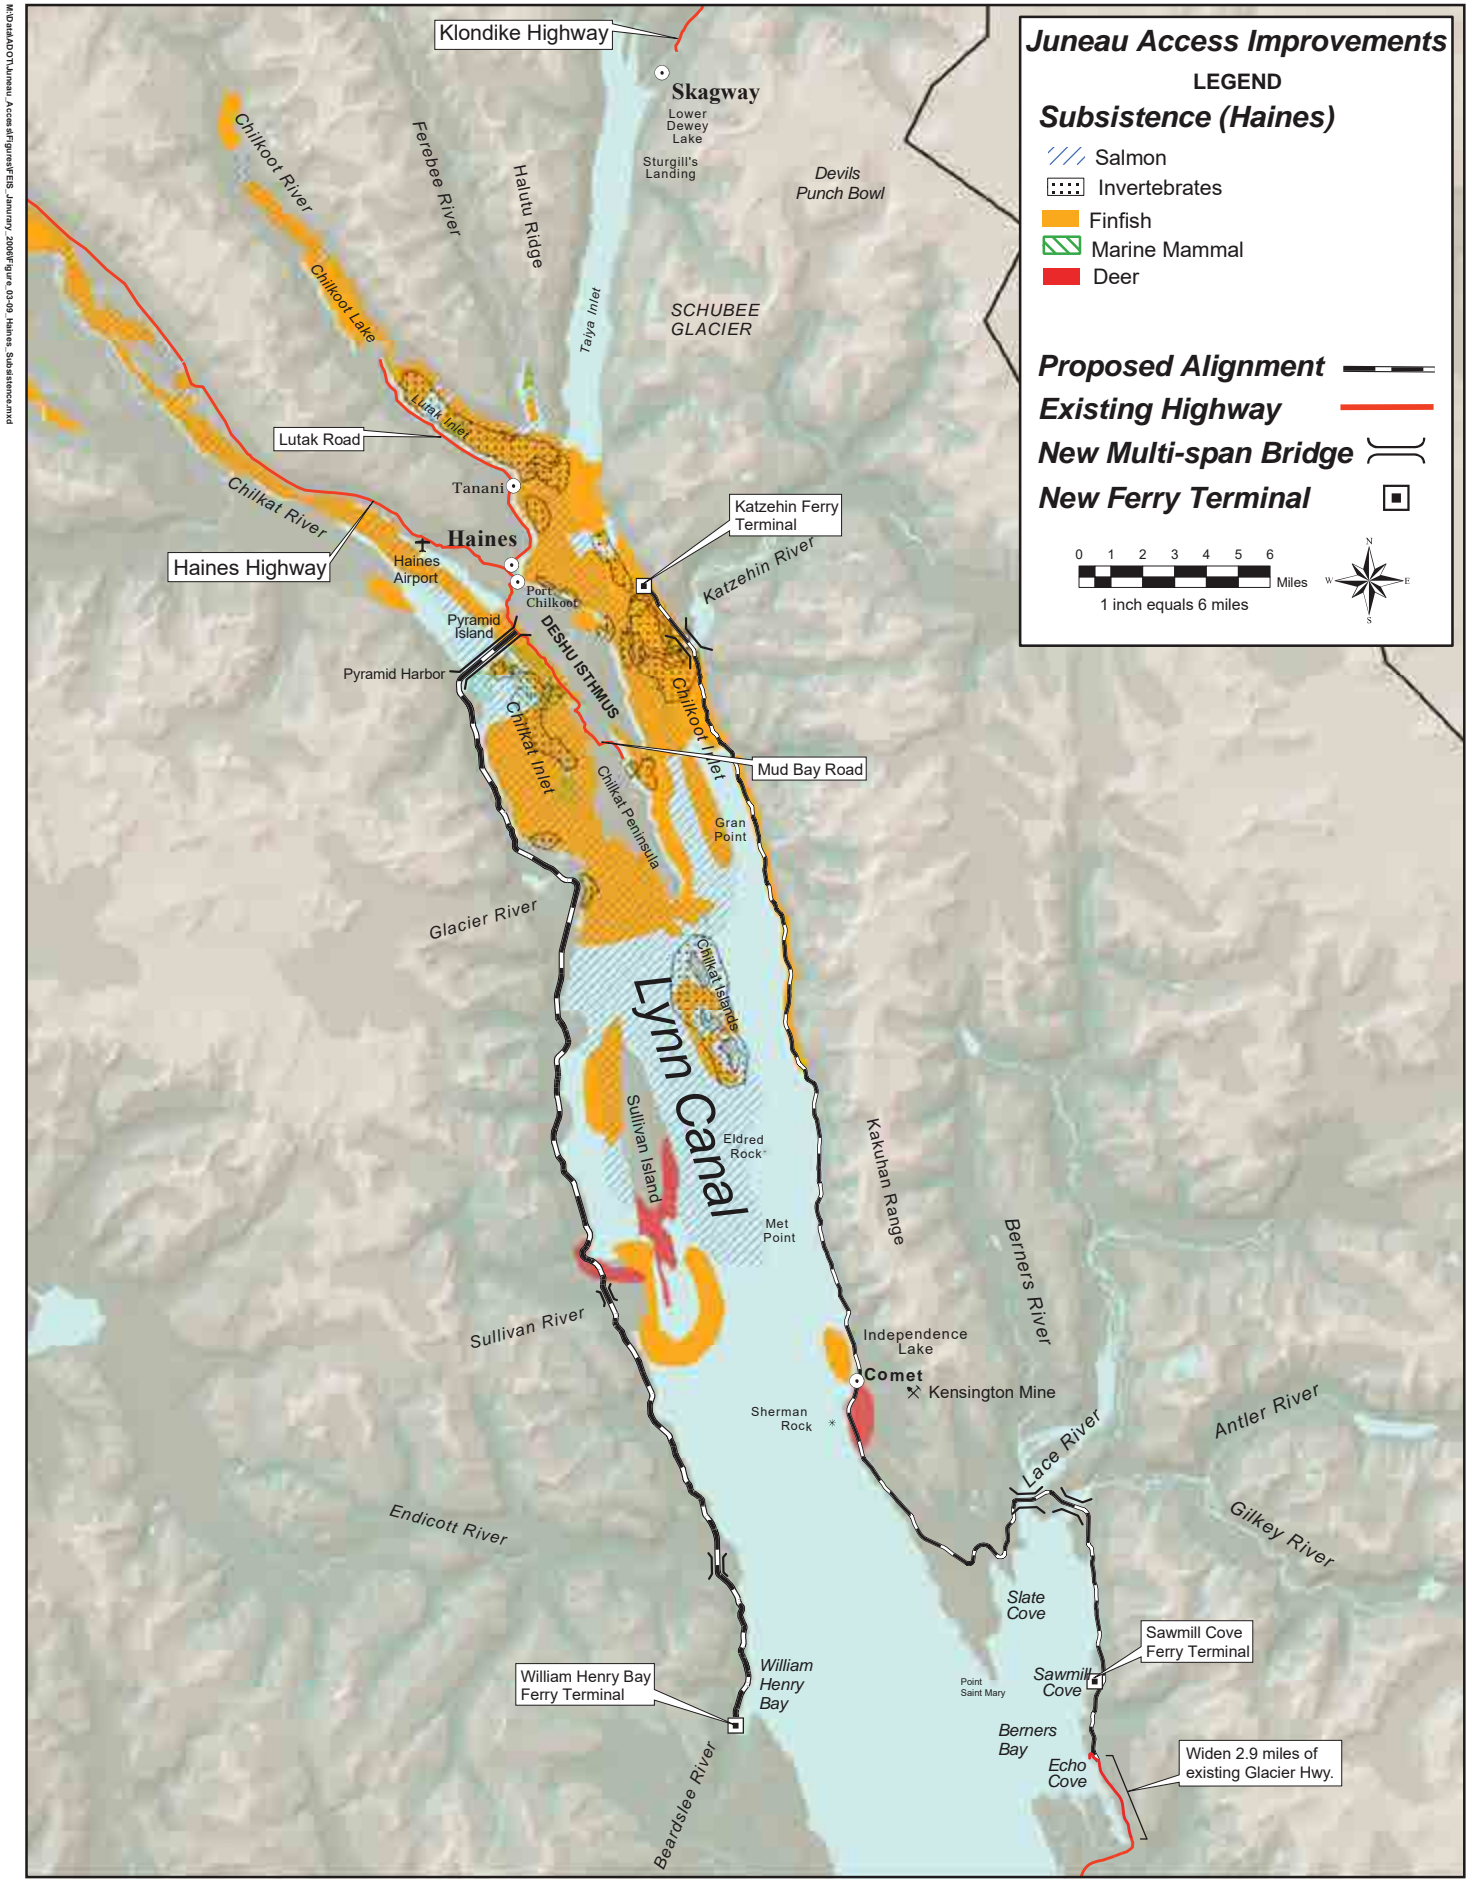 M:\Data\ADOT\Juneau_Access\Figures\FEIS_Janurary_2006\Figure_03-09_Haines_Subsistence.mxd
Juneau Access Improvements
LEGEND
Subsistence (Haines)
Salmon
Invertebrates
Finfish
Marine Mammal
Deer
Proposed Alignment
Existing Highway
New Multi-span Bridge
New Ferry Terminal
0 1 2 3 4 5 6
Miles
1 inch equals 6 miles
N
W E
S
Klondike Highway
Skagway
Lower
Dewey
Lake
Sturgill's
Landing
Devils
Punch Bowl
Chilkoot River
Ferebee River
Halutu Ridge
Taiya Inlet
SCHUBEE
GLACIER
Chilkoot Lake
Lutak Inlet
Lutak Road
Tanani
Chilkat River
Haines
Haines Highway
Haines
Airport
Port
Chilkoot
Katzehin Ferry
Terminal
Katzehin River
Pyramid
Island
Pyramid Harbor
DESHU ISTHMUS
Chilkoot Inlet
Chilkat Inlet
Mud Bay Road
Chilkat Peninsula
Gran
Point
Glacier River
Chilkat Islands
Lynn Canal
Sullivan Island
Eldred
Rock
Kakuhan Range
Met
Point
Berners River
Sullivan River
Independence
Lake
Comet
Kensington Mine
Sherman
Rock
Antler River
Lace River
Gilkey River
Endicott River
Slate
Cove
Sawmill Cove
Ferry Terminal
William Henry Bay
Ferry Terminal
William
Henry
Bay
Point
Saint Mary
Sawmill
Cove
Berners
Bay
Echo
Cove
Widen 2.9 miles of
existing Glacier Hwy.
Beardslee River